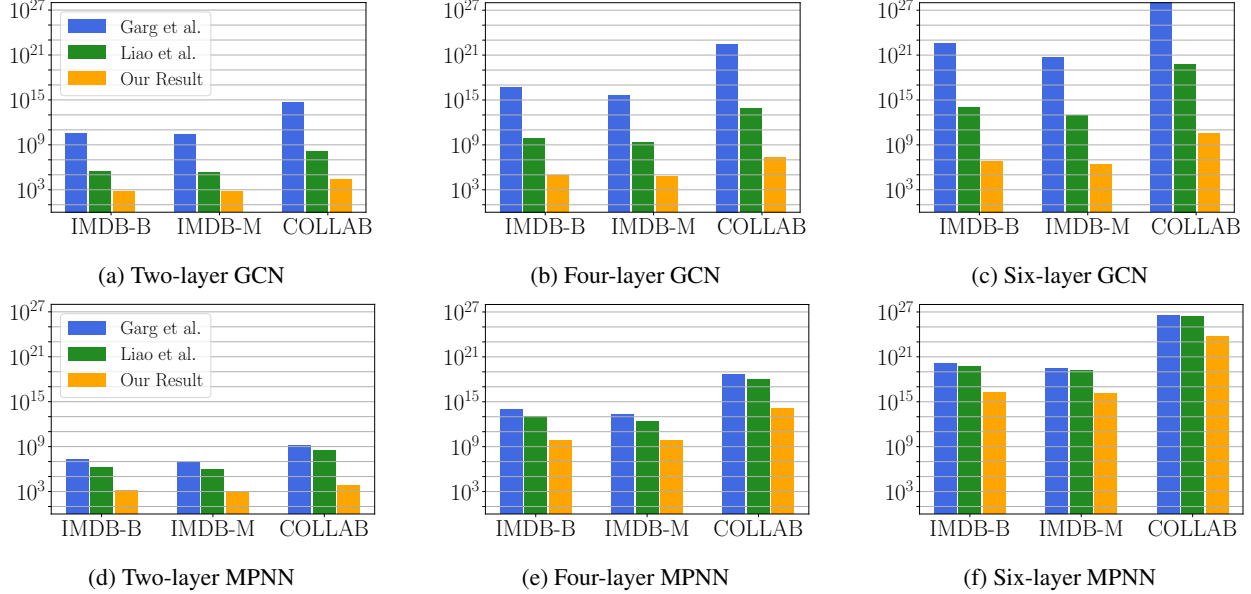 10^27
10^21
10^15
10^9
10^3
Garg et al.
Liao et al.
Our Result
IMDB-B IMDB-M COLLAB
(a) Two-layer GCN
10^27
10^21
10^15
10^9
10^3
IMDB-B IMDB-M COLLAB
(b) Four-layer GCN
10^27
10^21
10^15
10^9
10^3
IMDB-B IMDB-M COLLAB
(c) Six-layer GCN
10^27
10^21
10^15
10^9
10^3
Garg et al.
Liao et al.
Our Result
IMDB-B IMDB-M COLLAB
(d) Two-layer MPNN
10^27
10^21
10^15
10^9
10^3
IMDB-B IMDB-M COLLAB
(e) Four-layer MPNN
10^27
10^21
10^15
10^9
10^3
IMDB-B IMDB-M COLLAB
(f) Six-layer MPNN